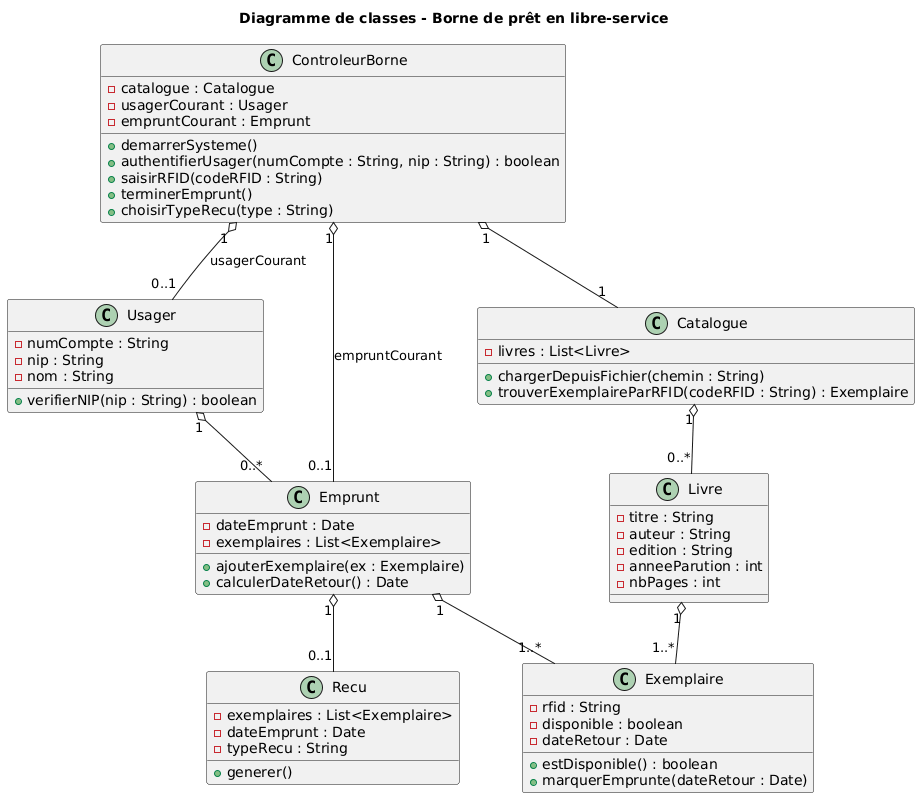 Diagramme de classes - Borne de prêt en libre-service
C ControleurBorne
catalogue : Catalogue
usagerCourant : Usager
empruntCourant : Emprunt
demarrerSysteme()
authentifierUsager(numCompte : String, nip : String) : boolean
saisirRFID(codeRFID : String)
terminerEmprunt()
choisirTypeRecu(type : String)
1
1
1
usagerCourant
0..1
1
empruntCourant
C Usager
numCompte : String
nip : String
nom : String
verifierNIP(nip : String) : boolean
C Catalogue
livres : List<Livre>
chargerDepuisFichier(chemin : String)
trouverExemplaireParRFID(codeRFID : String) : Exemplaire
1
1
0..*
0..1
0..*
C Emprunt
dateEmprunt : Date
exemplaires : List<Exemplaire>
ajouterExemplaire(ex : Exemplaire)
calculerDateRetour() : Date
C Livre
titre : String
auteur : String
edition : String
anneeParution : int
nbPages : int
1
1
1
0..1
1..*
1..*
C Recu
exemplaires : List<Exemplaire>
dateEmprunt : Date
typeRecu : String
generer()
C Exemplaire
rfid : String
disponible : boolean
dateRetour : Date
estDisponible() : boolean
marquerEmprunte(dateRetour : Date)